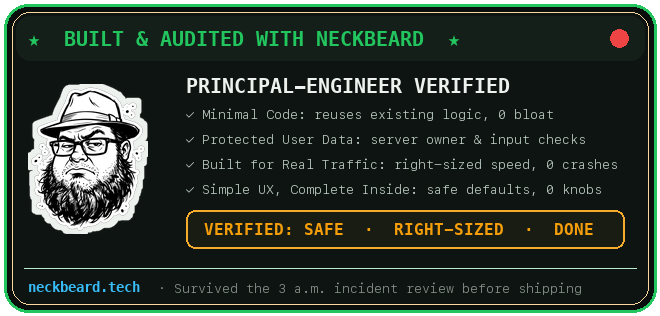 ★ BUILT & AUDITED WITH NECKBEARD ★
PRINCIPAL–ENGINEER VERIFIED
✓ Minimal Code: reuses existing logic, 0 bloat
✓ Protected User Data: server owner & input checks
✓ Built for Real Traffic: right–sized speed, 0 crashes
✓ Simple UX, Complete Inside: safe defaults, 0 knobs
VERIFIED: SAFE · RIGHT–SIZED · DONE
neckbeard.tech · Survived the 3 a.m. incident review before shipping